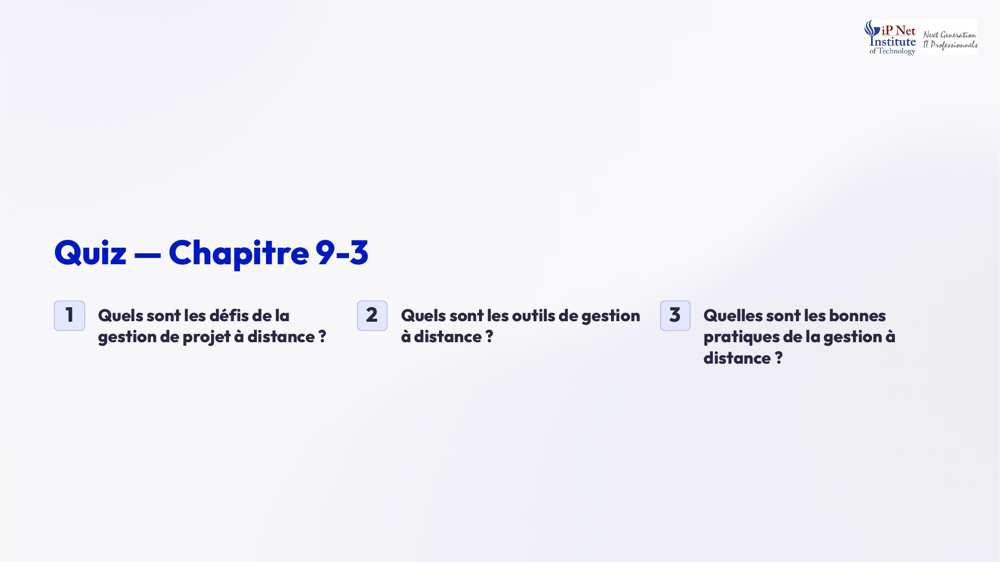 iP Net
Institute
of Technology
Next Generation
IT Professionnels
Quiz — Chapitre 9-3
1
Quels sont les défis de la
gestion de projet à distance ?
2
Quels sont les outils de gestion
à distance ?
3
Quelles sont les bonnes
pratiques de la gestion à
distance ?